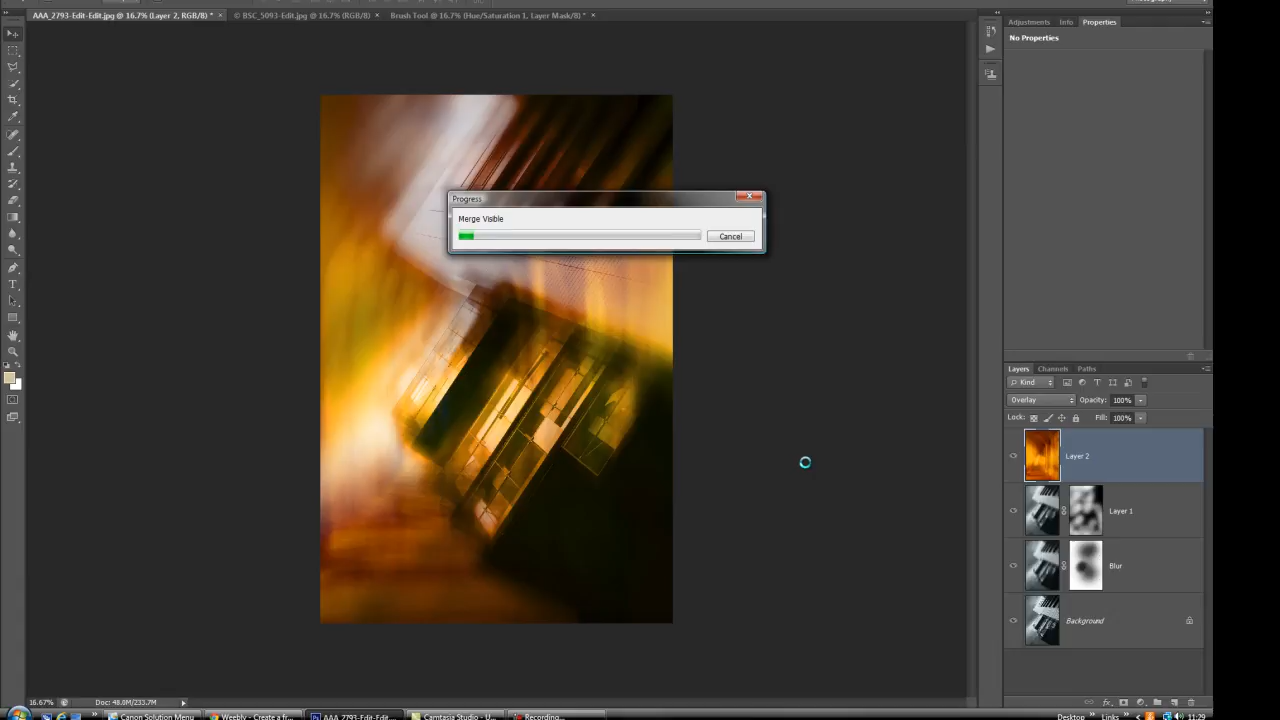 AAA_2793-Edit-Edit.jpg @ 16.7% (Layer 2, RGB/8) * ×
© BSC_5093-Edit.jpg @ 16.7% (RGB/8) ×
Brush Tool @ 16.7% (Hue/Saturation 1, Layer Mask/8) * ×
Adjustments Info Properties
No Properties
Progress
Merge Visible
Cancel
Layers Channels Paths
Kind
Overlay Opacity: 100%
Lock: Fill: 100%
Layer 2
Layer 1
Blur
Background
16.67% Doc: 48.0M/233.7M
Canon Solution Menu
Weebly - Create a fr...
AAA_2793-Edit-Edit....
Camtasia Studio - U...
Recording...
Desktop Links 11:29